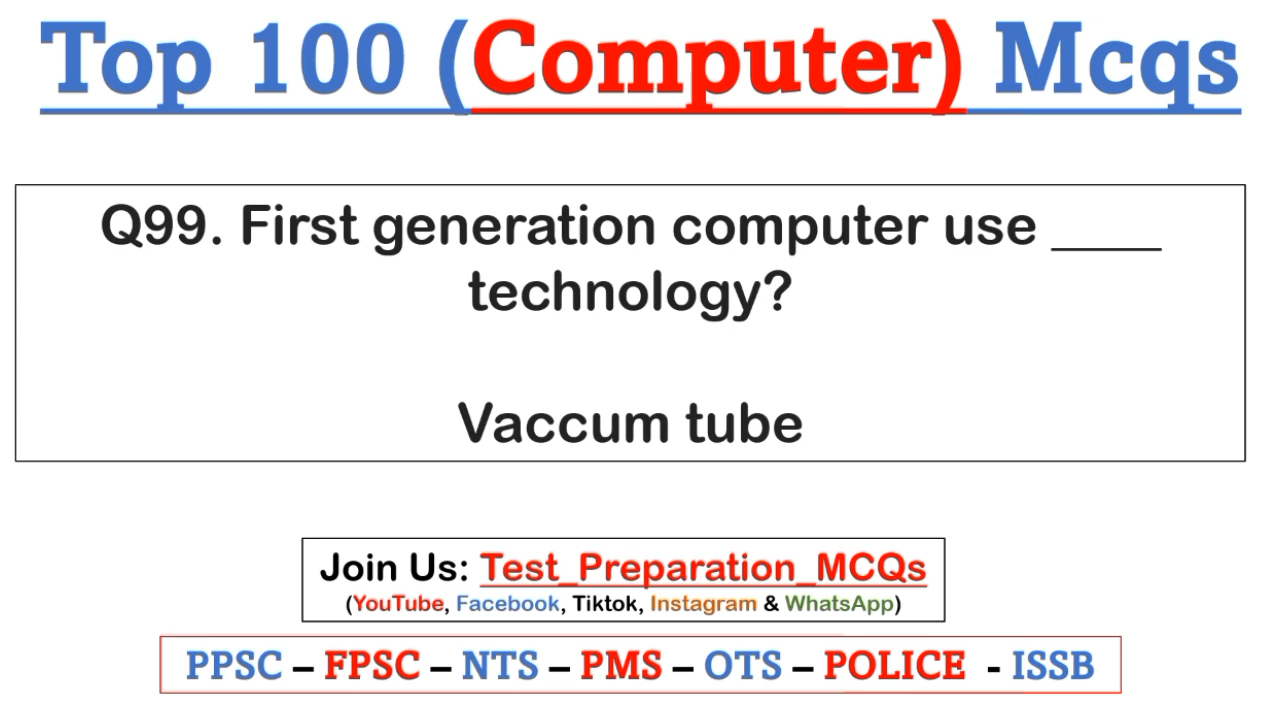 Top 100 (Computer) Mcqs
Q99. First generation computer use ____
technology?
Vaccum tube
Join Us: Test_Preparation_MCQs
(YouTube, Facebook, Tiktok, Instagram & WhatsApp)
PPSC – FPSC – NTS – PMS – OTS – POLICE - ISSB